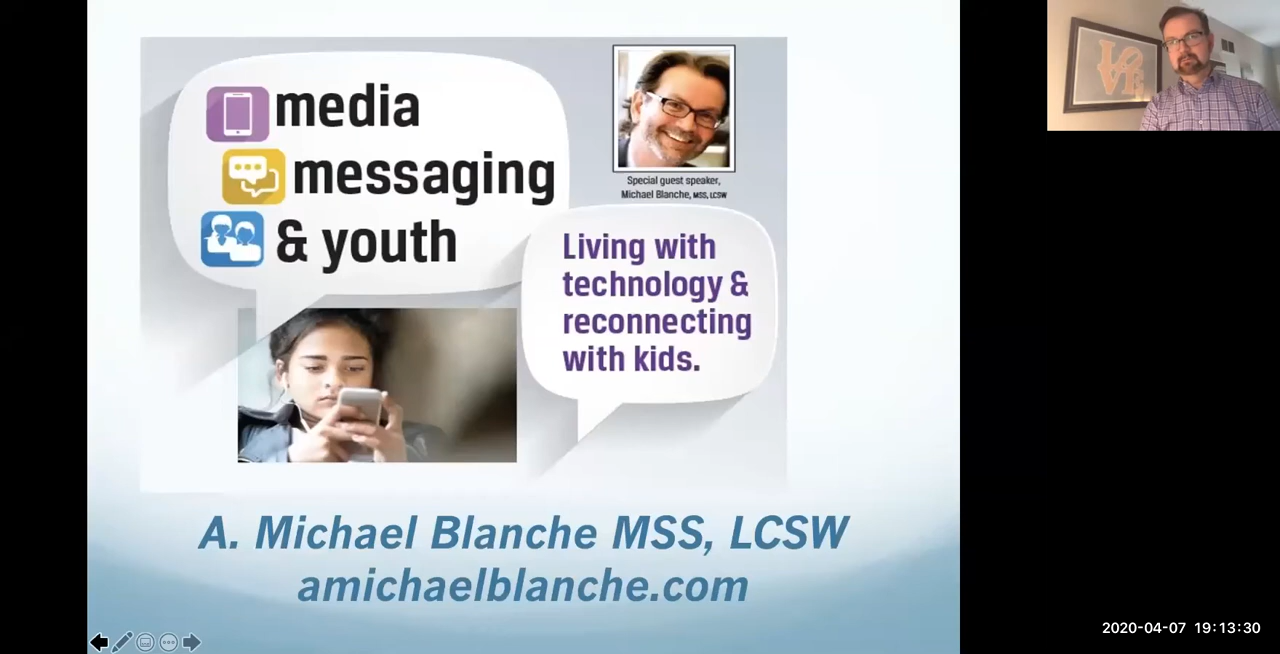 media
messaging
& youth
Special guest speaker,
Michael Blanche, MSS, LCSW
Living with
technology &
reconnecting
with kids.
A. Michael Blanche MSS, LCSW
amichaelblanche.com
LOVE
2020-04-07 19:13:30